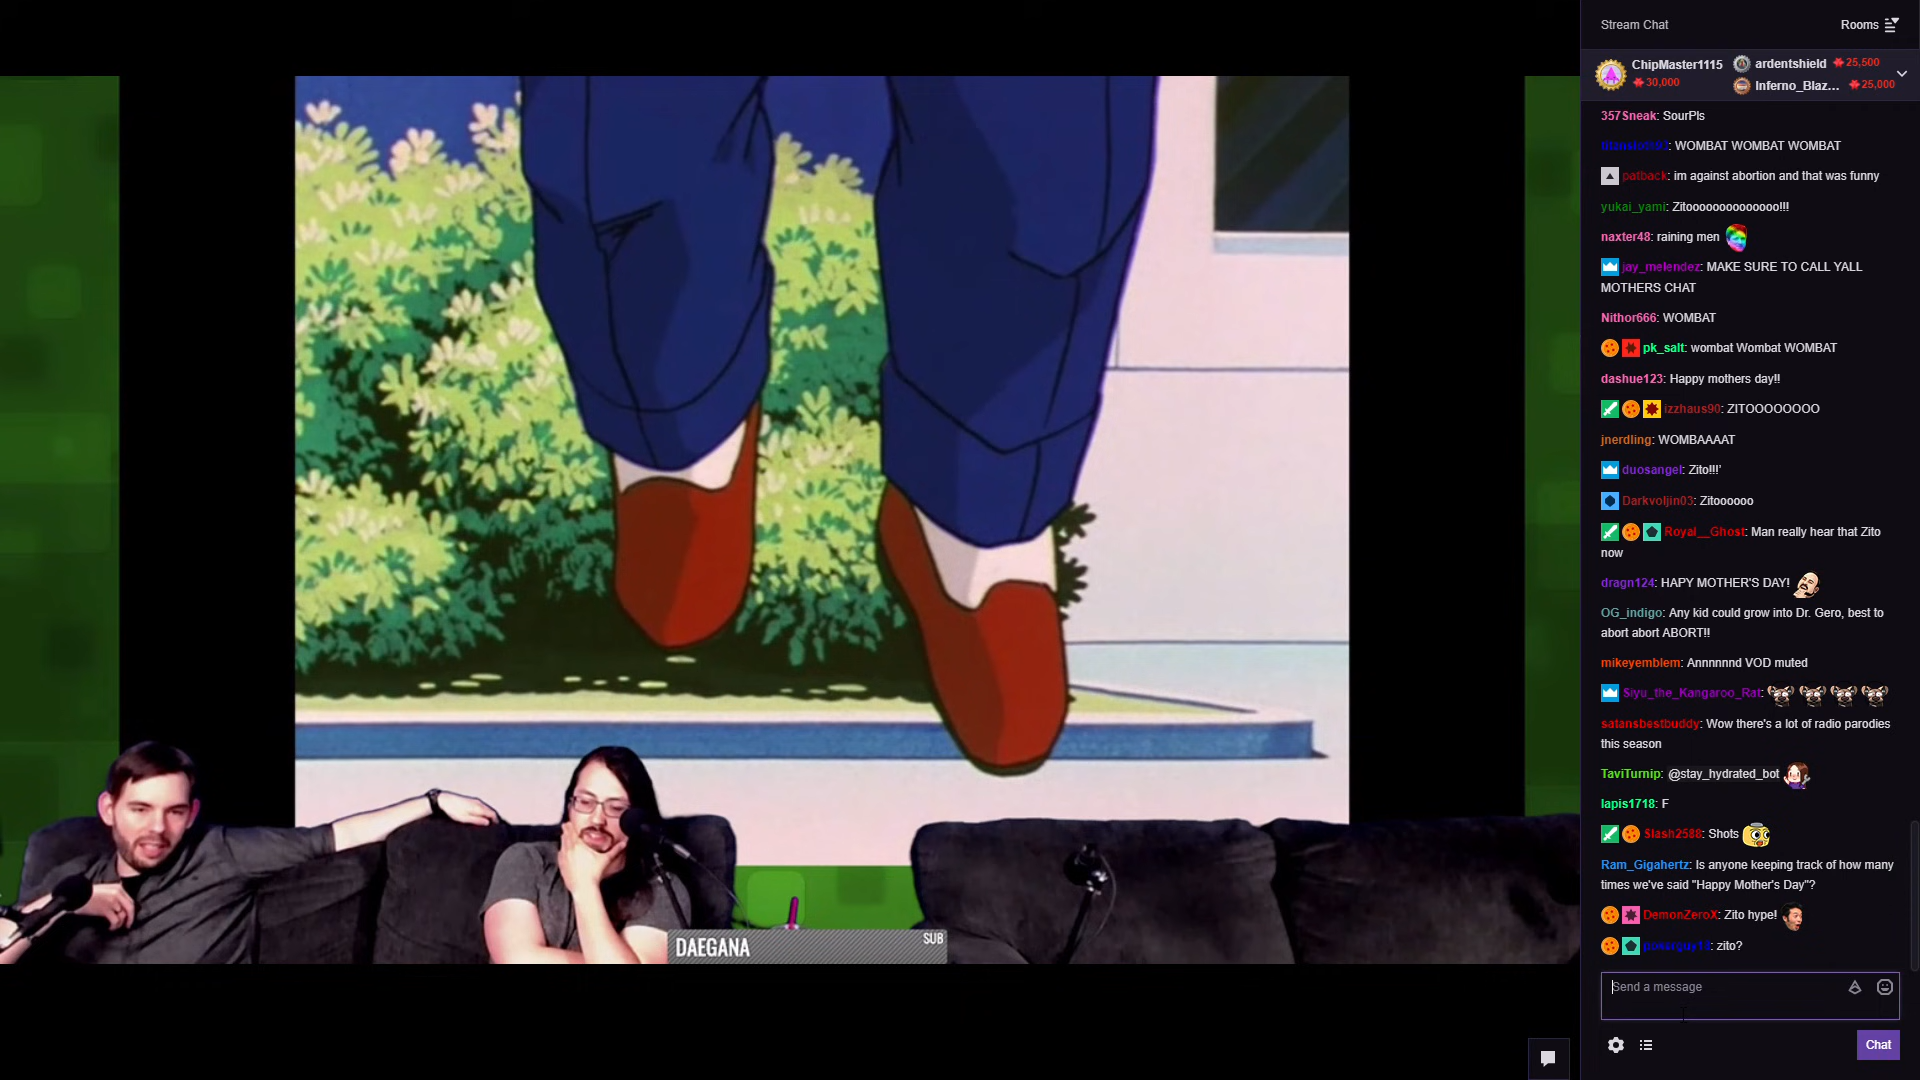 Stream Chat
Rooms
ChipMaster1115
30,000
ardentshield 25,500
Inferno_Blaz... 25,000
357Sneak: SourPls
: WOMBAT WOMBAT WOMBAT
patback: im against abortion and that was funny
yukai_yami: Zitoooooooooooooo!!!
naxter48: raining men
jay_melendez: MAKE SURE TO CALL YALL
MOTHERS CHAT
Nithor666: WOMBAT
pk_salt: wombat Wombat WOMBAT
dashue123: Happy mothers day!!
izzhaus90: ZITOOOOOOOO
jnerdling: WOMBAAAAT
duosangel: Zito!!!'
Darkvoljin03: Zitoooooo
Royal__Ghost: Man really hear that Zito
now
dragn124: HAPY MOTHER'S DAY!
OG_indigo: Any kid could grow into Dr. Gero, best to
abort abort ABORT!!
mikeyemblem: Annnnnnd VOD muted
Siyu_the_Kangaroo_Rat:
satansbestbuddy: Wow there's a lot of radio parodies
this season
TaviTurnip: @stay_hydrated_bot
lapis1718: F
Slash2588: Shots
Ram_Gigahertz: Is anyone keeping track of how many
times we've said "Happy Mother's Day"?
DemonZeroX: Zito hype!
: zito?
Send a message
Chat
DAEGANA
SUB